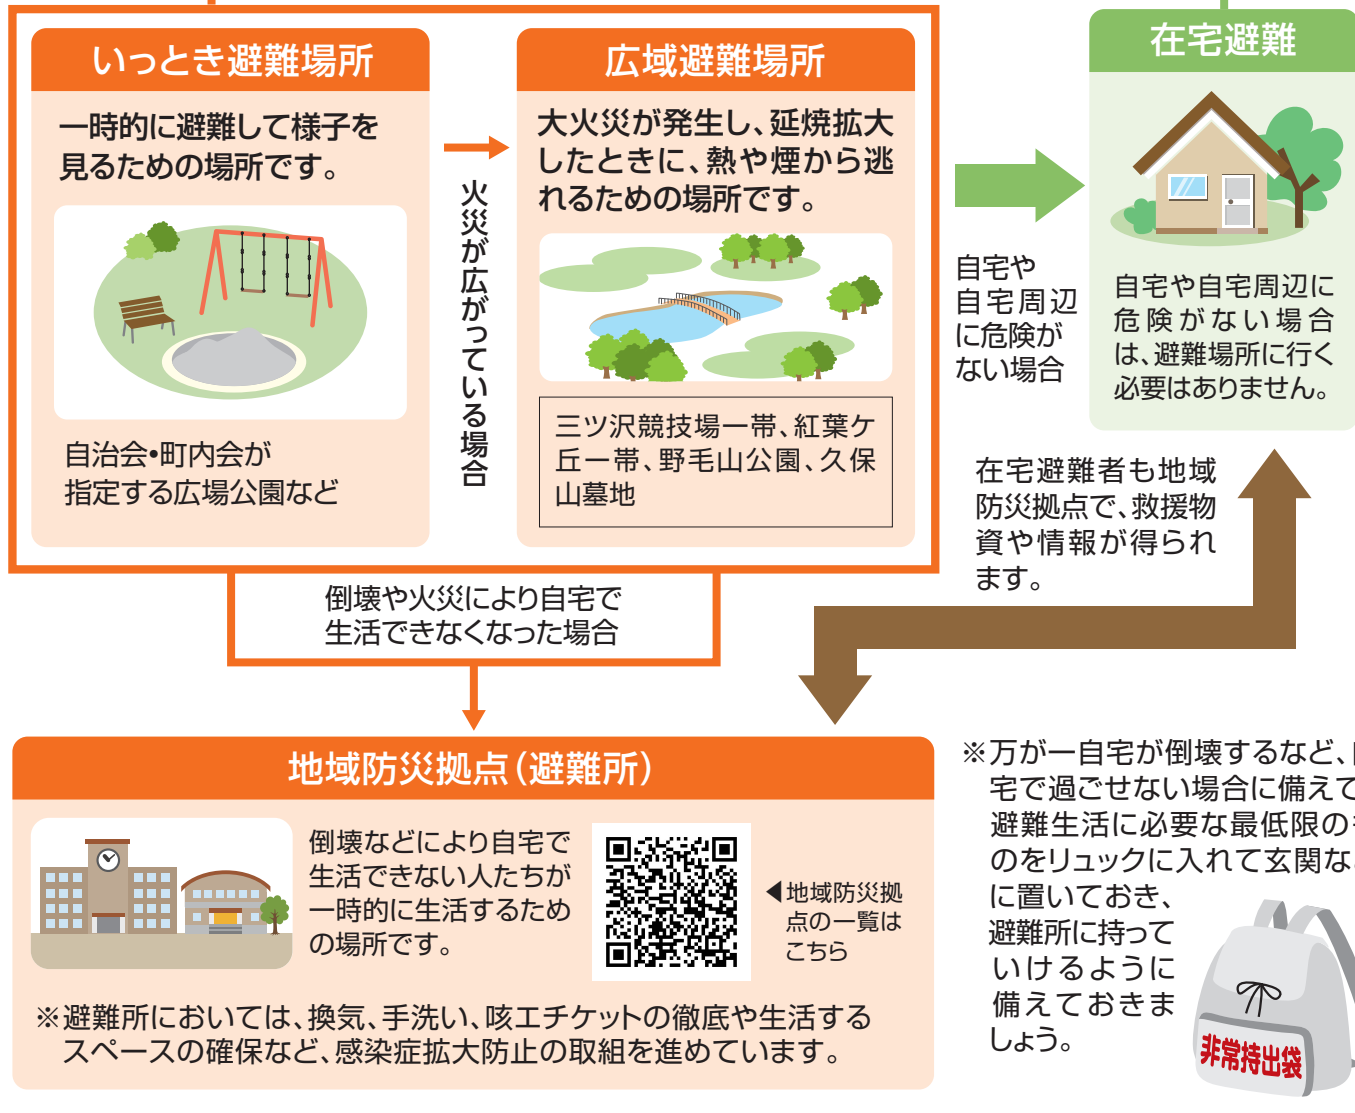 いっとき避難場所
一時的に避難して様子を
見るための場所です。
自治会・町内会が
指定する広場公園など
火災が広がっている場合
広域避難場所
大火災が発生し、延焼拡大
したときに、熱や煙から逃
れるための場所です。
三ツ沢競技場一帯、紅葉ケ
丘一帯、野毛山公園、久保
山墓地
自宅や
自宅周辺
に危険が
ない場合
在宅避難
自宅や自宅周辺に
危険がない場合
は、避難場所に行く
必要はありません。
在宅避難者も地域
防災拠点で、救援物
資や情報が得られ
ます。
倒壊や火災により自宅で
生活できなくなった場合
地域防災拠点(避難所)
倒壊などにより自宅で
生活できない人たちが
一時的に生活するため
の場所です。
◀地域防災拠
点の一覧は
こちら
※避難所においては、換気、手洗い、咳エチケットの徹底や生活する
スペースの確保など、感染症拡大防止の取組を進めています。
※万が一自宅が倒壊するなど、
宅で過ごせない場合に備えて
避難生活に必要な最低限の
のをリュックに入れて玄関な
に置いておき、
避難所に持って
いけるように
備えておきま
しょう。
非常持出袋